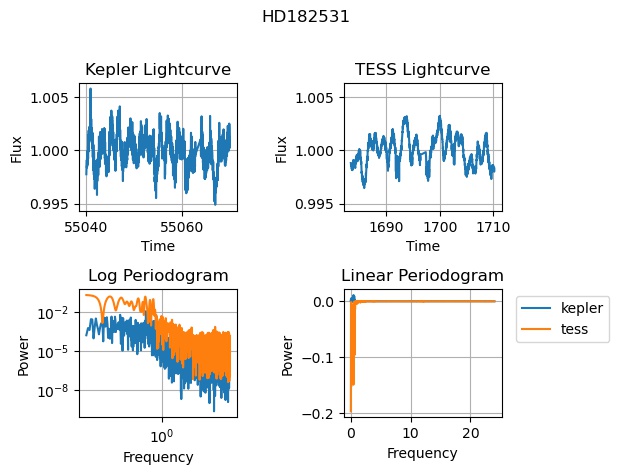 HD182531
Kepler Lightcurve
TESS Lightcurve
1.005
1.000
0.995
Flux
55040
55060
Time
1.005
1.000
0.995
Flux
1690
1700
1710
Time
Log Periodogram
Linear Periodogram
10⁻²
10⁻⁵
10⁻⁸
Power
10⁰
Frequency
0.0
−0.1
−0.2
Power
0
10
20
Frequency
kepler
tess